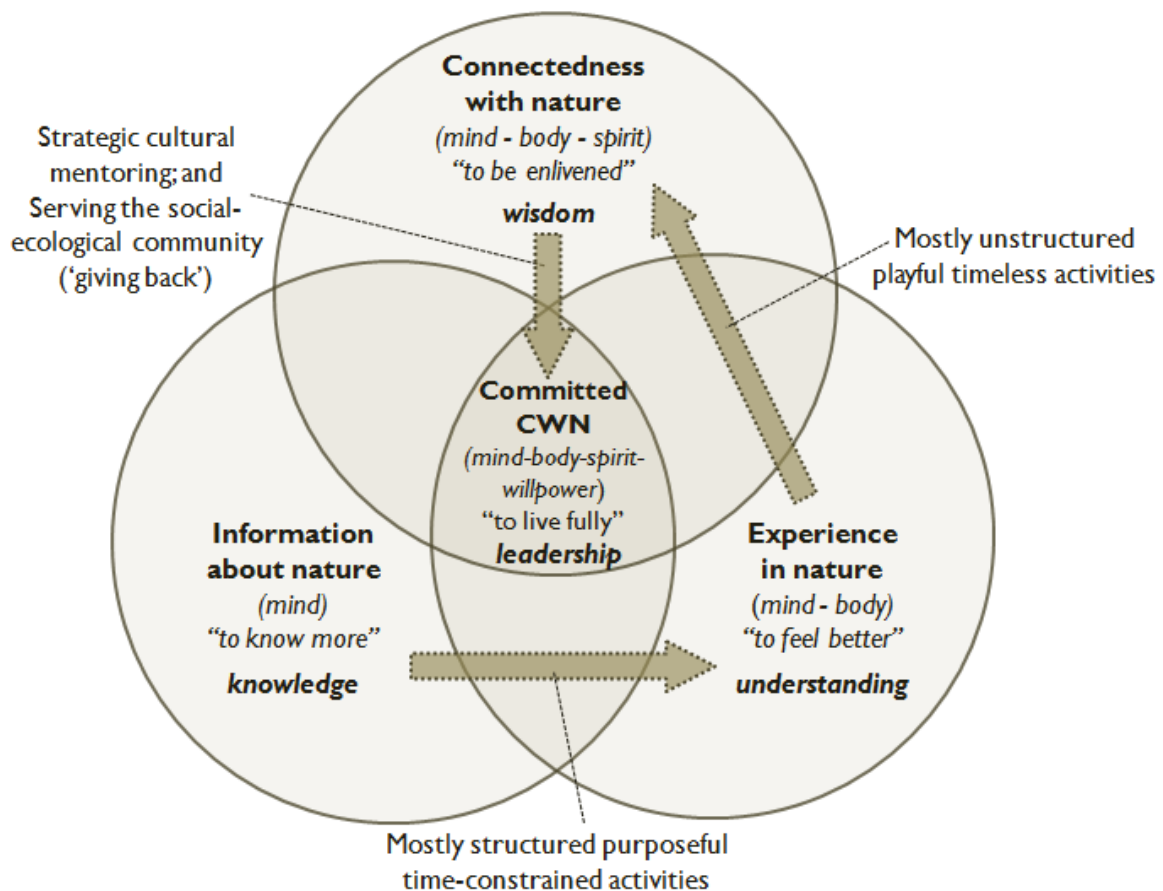 Connectedness
with nature
(mind - body - spirit)
“to be enlivened”
wisdom
Strategic cultural
mentoring; and
Serving the social-
ecological community
(‘giving back’)
Mostly unstructured
playful timeless activities
Committed
CWN
(mind-body-spirit-
willpower)
“to live fully”
leadership
Information
about nature
(mind)
“to know more”
knowledge
Experience
in nature
(mind - body)
“to feel better”
understanding
Mostly structured purposeful
time-constrained activities